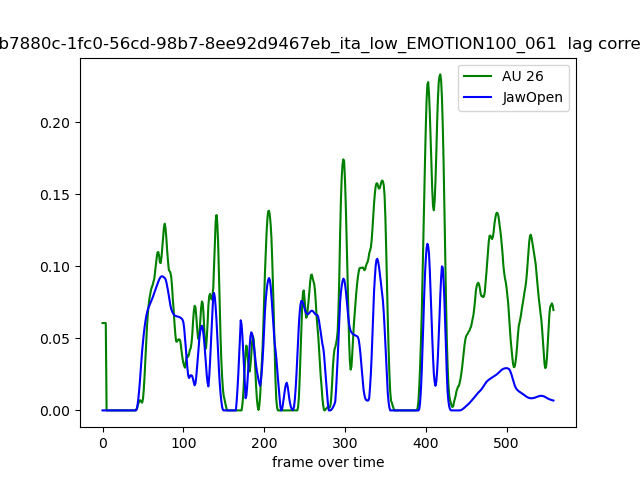 b7880c-1fc0-56cd-98b7-8ee92d9467eb_ita_low_EMOTION100_061 lag corre
AU 26
JawOpen
0.20
0.15
0.10
0.05
0.00
0 100 200 300 400 500
frame over time